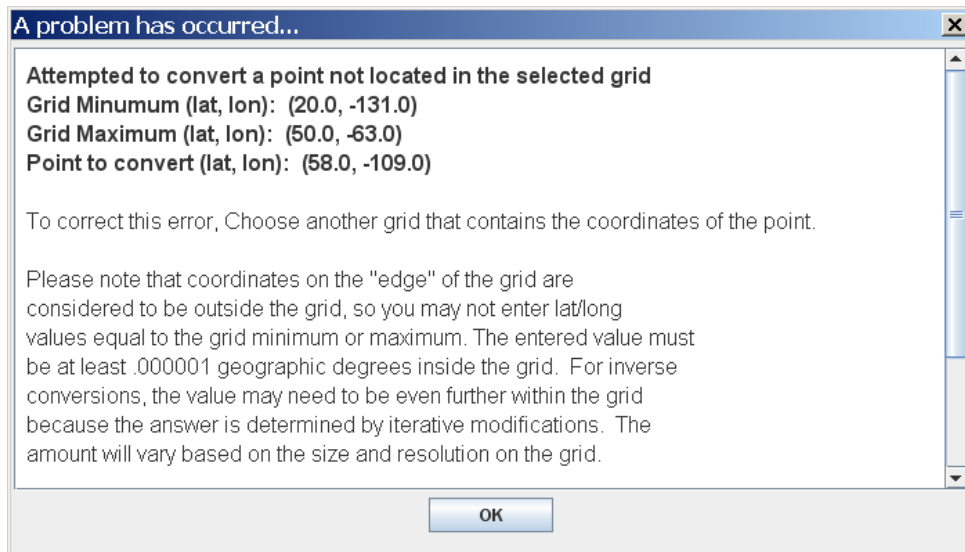 A problem has occurred...
Attempted to convert a point not located in the selected grid
Grid Minumum (lat, lon):  (20.0, -131.0)
Grid Maximum (lat, lon):  (50.0, -63.0)
Point to convert (lat, lon):  (58.0, -109.0)
To correct this error, Choose another grid that contains the coordinates of the point.
Please note that coordinates on the "edge" of the grid are
considered to be outside the grid, so you may not enter lat/long
values equal to the grid minimum or maximum. The entered value must
be at least .000001 geographic degrees inside the grid.  For inverse
conversions, the value may need to be even further within the grid
because the answer is determined by iterative modifications.  The
amount will vary based on the size and resolution on the grid.
OK